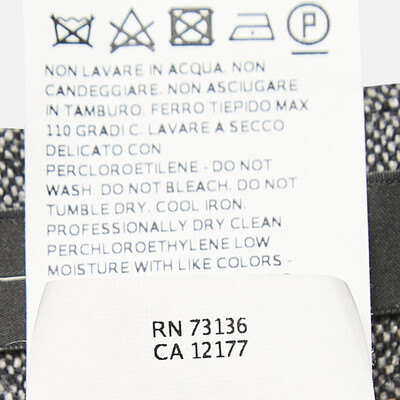 P
NON LAVARE IN ACQUA. NON
CANDEGGIARE. NON ASCIUGARE
IN TAMBURO. FERRO TIEPIDO MAX
110 GRADI C. LAVARE A SECCO
DELICATO CON
PERCLOROETILENE - DO NOT
WASH. DO NOT BLEACH. DO NOT
TUMBLE DRY. COOL IRON.
PROFESSIONALLY DRY CLEAN
PERCHLOROETHYLENE LOW
MOISTURE WITH LIKE COLORS -
RN 73136
CA 12177